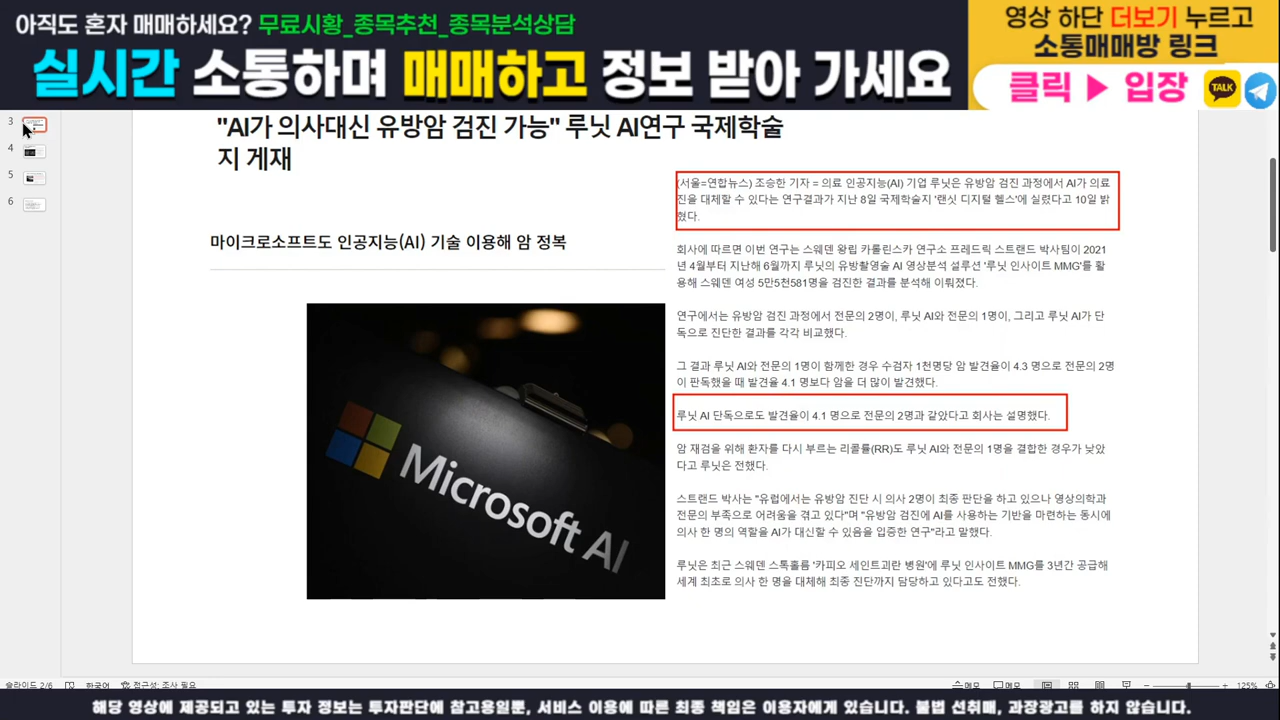 아직도 혼자 매매하세요? 무료시황_종목추천_종목분석상담
실시간 소통하며 매매하고 정보 받아 가세요
영상 하단 더보기 누르고
소통매매방 링크
클릭 ▶ 입장
TALK
3
4
5
6
"AI가 의사대신 유방암 검진 가능" 루닛 AI연구 국제학술
지 게재
마이크로소프트도 인공지능(AI) 기술 이용해 암 정복
Microsoft AI
(서울=연합뉴스) 조승한 기자 = 의료 인공지능(AI) 기업 루닛은 유방암 검진 과정에서 AI가 의료
진을 대체할 수 있다는 연구결과가 지난 8일 국제학술지 '랜싯 디지털 헬스'에 실렸다고 10일 밝
혔다.
회사에 따르면 이번 연구는 스웨덴 왕립 카롤린스카 연구소 프레드릭 스트랜드 박사팀이 2021
년 4월부터 지난해 6월까지 루닛의 유방촬영술 AI 영상분석 설루션 '루닛 인사이트 MMG'를 활
용해 스웨덴 여성 5만5천581명을 검진한 결과를 분석해 이뤄졌다.
연구에서는 유방암 검진 과정에서 전문의 2명이, 루닛 AI와 전문의 1명이, 그리고 루닛 AI가 단
독으로 진단한 결과를 각각 비교했다.
그 결과 루닛 AI와 전문의 1명이 함께한 경우 수검자 1천명당 암 발견율이 4.3 명으로 전문의 2명
이 판독했을 때 발견율 4.1 명보다 암을 더 많이 발견했다.
루닛 AI 단독으로도 발견율이 4.1 명으로 전문의 2명과 같았다고 회사는 설명했다.
암 재검을 위해 환자를 다시 부르는 리콜률(RR)도 루닛 AI와 전문의 1명을 결합한 경우가 낮았
다고 루닛은 전했다.
스트랜드 박사는 "유럽에서는 유방암 진단 시 의사 2명이 최종 판단을 하고 있으나 영상의학과
전문의 부족으로 어려움을 겪고 있다"며 "유방암 검진에 AI를 사용하는 기반을 마련하는 동시에
의사 한 명의 역할을 AI가 대신할 수 있음을 입증한 연구"라고 말했다.
루닛은 최근 스웨덴 스톡홀름 '카피오 세인트괴란 병원'에 루닛 인사이트 MMG를 3년간 공급해
세계 최초로 의사 한 명을 대체해 최종 진단까지 담당하고 있다고도 전했다.
슬라이드 2/6 한국어 접근성: 조사 필요 메모 메모 125%
해당 영상에 제공되고 있는 투자 정보는 투자판단에 참고용일뿐, 서비스 이용에 따른 최종 책임은 이용자에게 있습니다. 불법 선취매, 과장광고를 하지 않습니다.